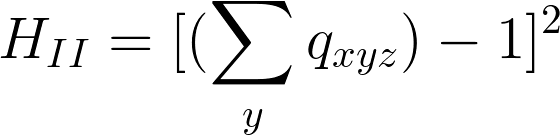 $H_{II} = [(\sum_{y} q_{xyz}) - 1]^2$